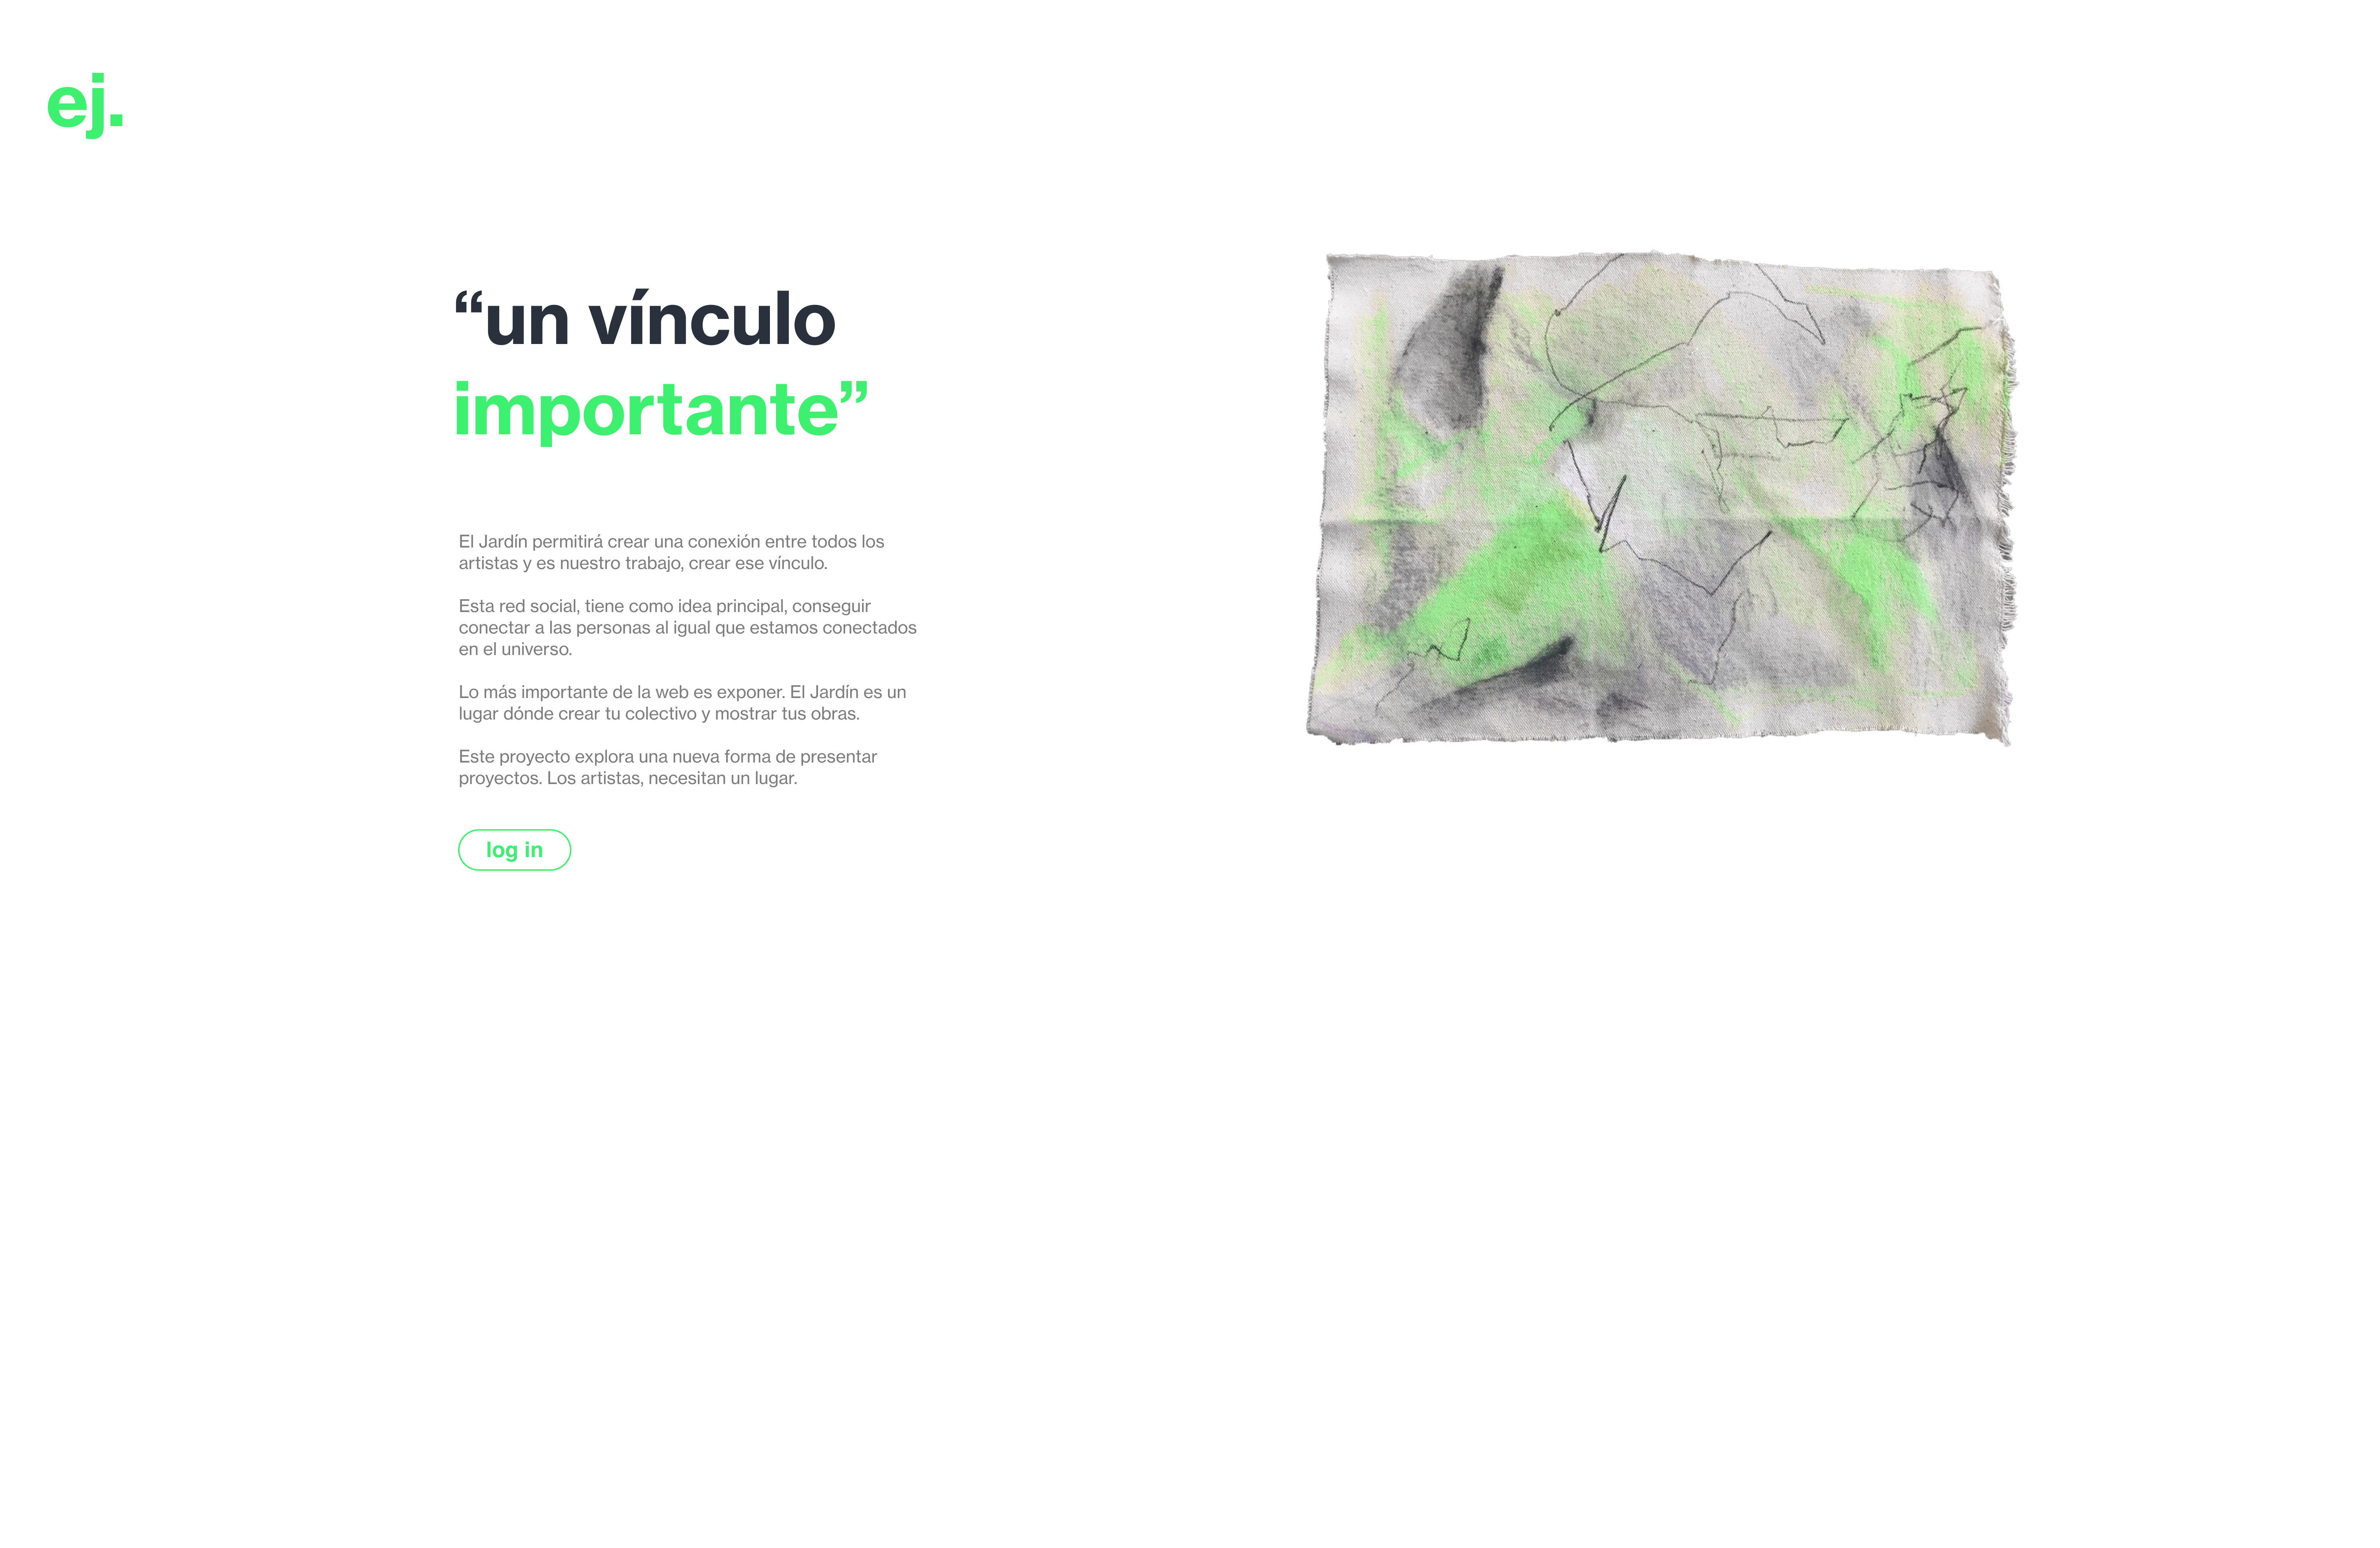 ej.
“un vínculo
importante”
El Jardín permitirá crear una conexión entre todos los
artistas y es nuestro trabajo, crear ese vínculo.
Esta red social, tiene como idea principal, conseguir
conectar a las personas al igual que estamos conectados
en el universo.
Lo más importante de la web es exponer. El Jardín es un
lugar dónde crear tu colectivo y mostrar tus obras.
Este proyecto explora una nueva forma de presentar
proyectos. Los artistas, necesitan un lugar.
log in